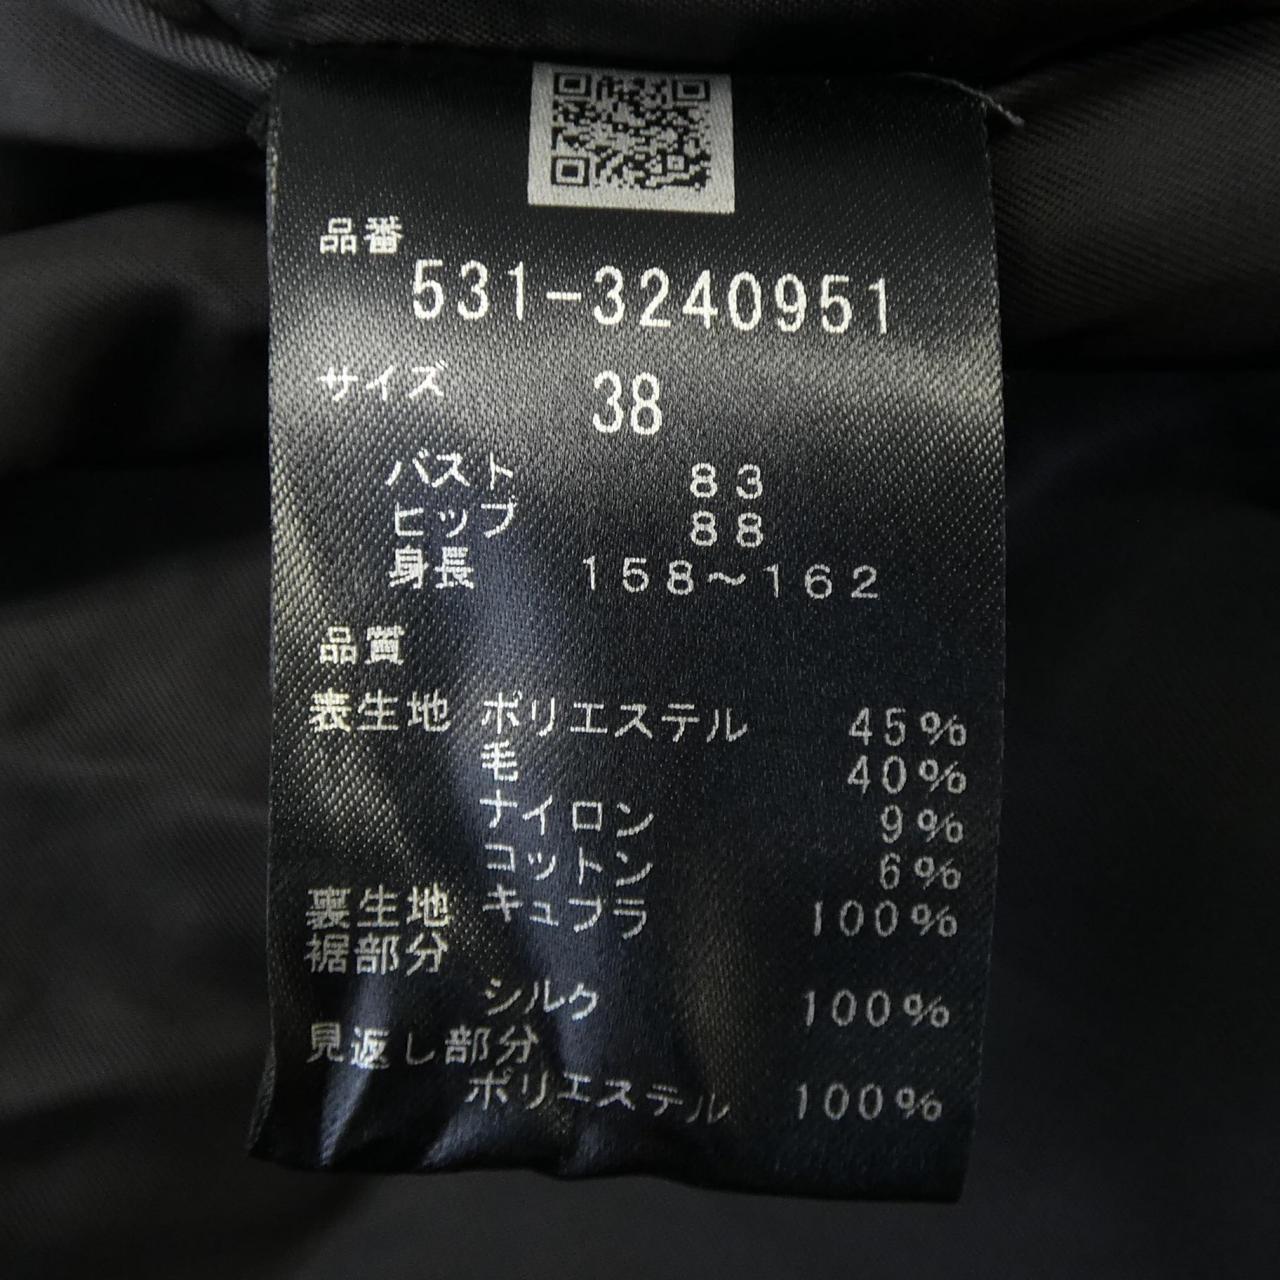 品番
531-3240951
サイズ 38
バスト 83
ヒップ 88
身長 158～162
品質
表生地 ポリエステル 45%
毛 40%
ナイロン 9%
コットン 6%
裏生地 キュプラ 100%
裾部分
シルク 100%
見返し部分
ポリエステル 100%